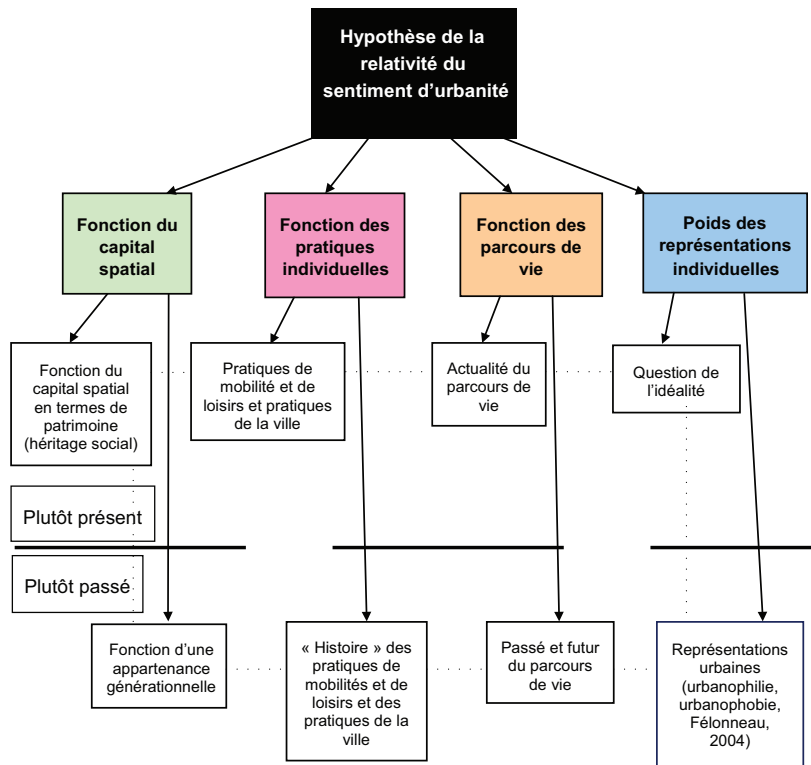 Hypothèse de la
relativité du
sentiment d’urbanité
Fonction du
capital
spatial
Fonction des
pratiques
individuelles
Fonction des
parcours de
vie
Poids des
représentations
individuelles
Fonction du
capital spatial
en termes de
patrimoine
(héritage social)
Pratiques de
mobilité et de
loisirs et pratiques
de la ville
Actualité du
parcours de
vie
Question de
l’idéalité
Plutôt présent
Plutôt passé
Fonction d’une
appartenance
générationnelle
« Histoire » des
pratiques de
mobilités et de
loisirs et des
pratiques de la
ville
Passé et futur
du parcours
de vie
Représentations
urbaines
(urbanophilie,
urbanophobie,
Félonneau,
2004)